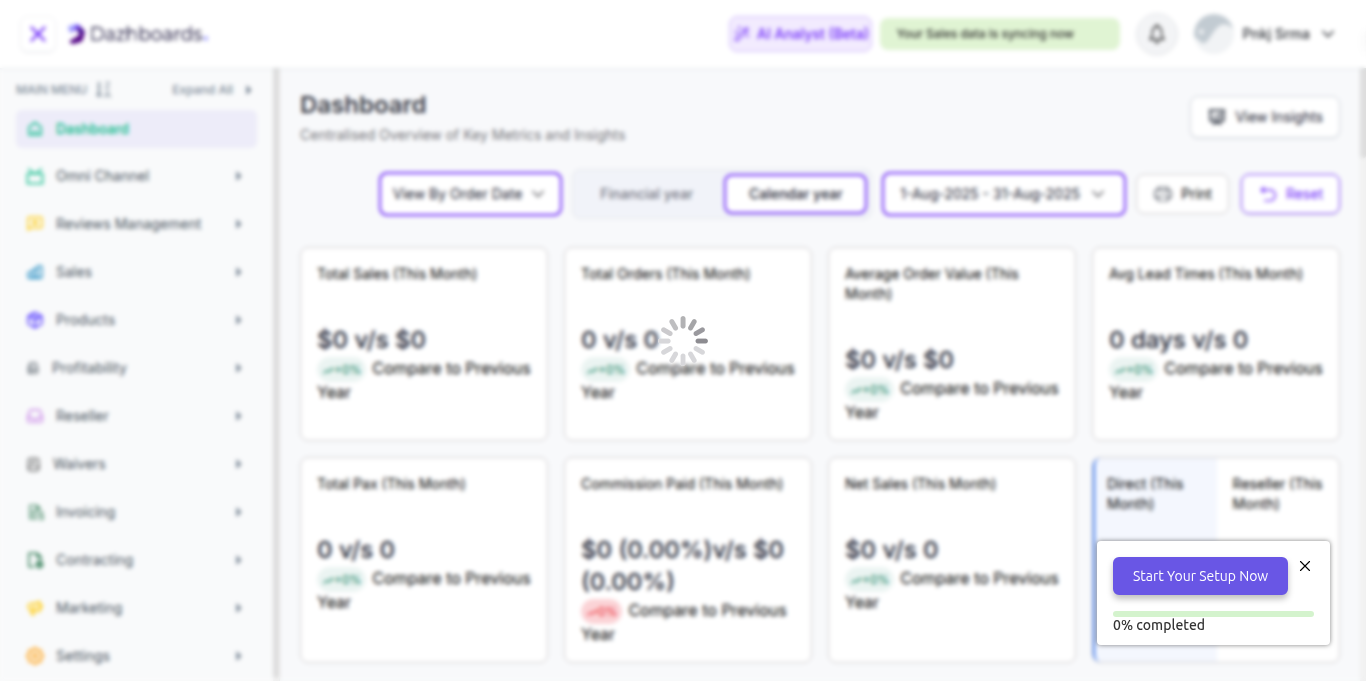 Dazhboards.
AI Analyst (Beta)
Your Sales data is syncing now
Pnkj Srma
MAIN MENU
Expand All
Dashboard
Omni Channel
Reviews Management
Sales
Products
Profitability
Reseller
Waivers
Invoicing
Contracting
Marketing
Settings
Dashboard
Centralised Overview of Key Metrics and Insights
View Insights
View By Order Date
Financial year
Calendar year
1-Aug-2025 - 31-Aug-2025
Print
Reset
Total Sales (This Month)
$0 v/s $0
+0% Compare to Previous
Year
Total Orders (This Month)
0 v/s 0
+0% Compare to Previous
Year
Average Order Value (This
Month)
$0 v/s $0
+0% Compare to Previous
Year
Avg Lead Times (This Month)
0 days v/s 0
+0% Compare to Previous
Year
Total Pax (This Month)
0 v/s 0
+0% Compare to Previous
Year
Commission Paid (This Month)
$0 (0.00%)v/s $0
(0.00%)
+0% Compare to Previous
Year
Net Sales (This Month)
$0 v/s 0
+0% Compare to Previous
Year
Direct (This
Month)
Reseller (This
Month)
Start Your Setup Now
0% completed